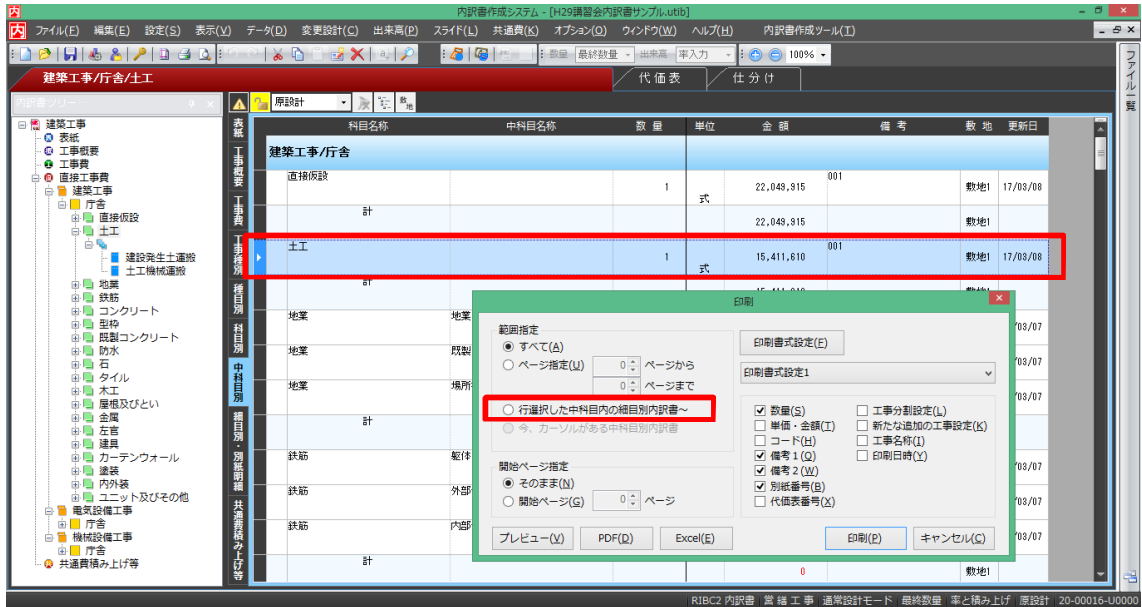 内訳書作成システム - [H29講習会内訳書サンプル.utib]
ファイル(F) 編集(E) 設定(S) 表示(V) データ(D) 変更設計(C) 出来高(P) スライド(L) 共通費(K) オプション(O) ウィンドウ(W) ヘルプ(H) 内訳書作成ツール(T)
数量 最終数量 出来高 率入力 100%
建築工事/庁舎/土工 代価表 仕分け
ファイル一覧
内訳書ツリー
原設計
敷地
建築工事
表紙
工事概要
工事費
直接工事費
建築工事
庁舎
直接仮設
土工
建設発生土運搬
土工機械運搬
地業
鉄筋
コンクリート
型枠
既製コンクリート
防水
石
タイル
木工
屋根及びとい
金属
左官
建具
カーテンウォール
塗装
内外装
ユニット及びその他
電気設備工事
庁舎
機械設備工事
庁舎
共通費積み上げ等
表紙
工事概要
工事費
工事種別
種目別
科目別
中科目別
細目別・別紙明細
共通費積み上げ等
科目名称 中科目名称 数量 単位 金額 備考 敷地 更新日
建築工事/庁舎
直接仮設 1 式 22,049,915 001 敷地1 17/03/08
計 22,049,915 敷地1
土工 1 式 15,411,610 001 敷地1 17/03/08
計
地業 地業 /03/07
地業 既製 /03/07
地業 場所 /03/07
計
鉄筋 躯体 /03/07
鉄筋 外部 /03/07
鉄筋 内部 /03/07
計 0 敷地1
印刷
範囲指定
すべて(A)
ページ指定(U) 0 ページから
0 ページまで
行選択した中科目内の細目別内訳書～
今、カーソルがある中科目別内訳書
開始ページ指定
そのまま(N)
開始ページ(G) 0 ページ
印刷書式設定(F)
印刷書式設定1
数量(S) 工事分割設定(L)
単価・金額(T) 新たな追加の工事設定(K)
コード(H) 工事名称(I)
備考1(Q) 印刷日時(Y)
備考2(W)
別紙番号(B)
代価表番号(X)
プレビュー(V) PDF(D) Excel(E) 印刷(P) キャンセル(C)
RIBC2 内訳書 営繕工事 通常設計モード 最終数量 率と積み上げ 原設計 20-00016-U0000